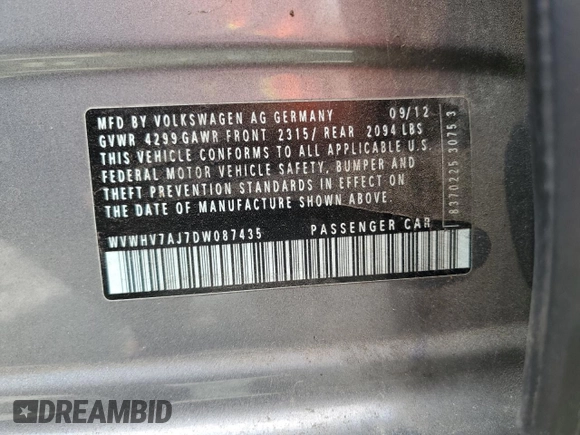 MFD BY VOLKSWAGEN AG GERMANY 09/12
GVWR 4299 GAWR FRONT 2315/ REAR 2094 LBS
THIS VEHICLE CONFORMS TO ALL APPLICABLE U.S.
FEDERAL MOTOR VEHICLE SAFETY, BUMPER AND
THEFT PREVENTION STANDARDS IN EFFECT ON
THE DATE OF MANUFACTURE SHOWN ABOVE.
WVWHV7AJ7DW087435 PASSENGER CAR
8370225 3075 3
DREAMBID